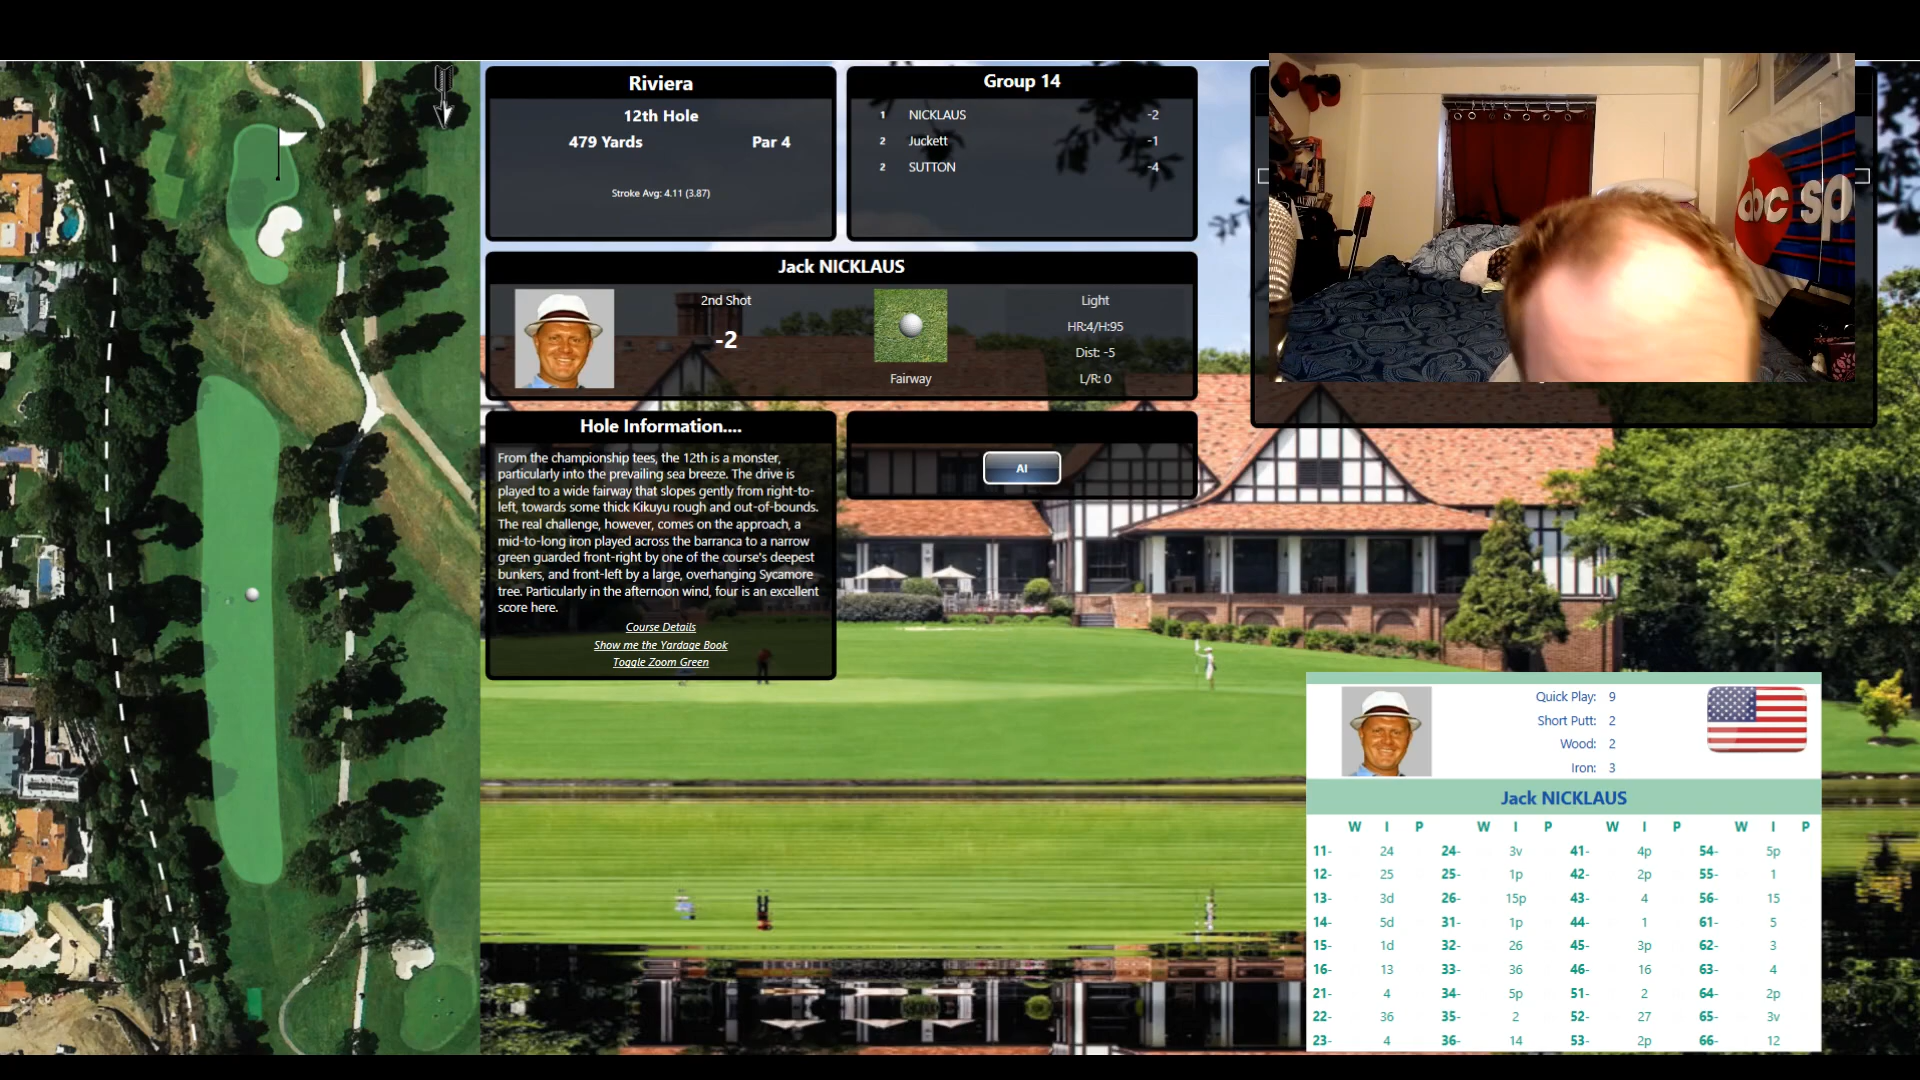 Riviera
12th Hole
479 Yards Par 4
Stroke Avg: 4.11 (3.87)
Group 14
1 NICKLAUS -2
2 Juckett -1
2 SUTTON -4
abc sp
Jack NICKLAUS
2nd Shot
-2
Fairway
Light
HR:4/H:95
Dist: -5
L/R: 0
Hole Information....
From the championship tees, the 12th is a monster,
particularly into the prevailing sea breeze. The drive is
played to a wide fairway that slopes gently from right-to-
left, towards some thick Kikuyu rough and out-of-bounds.
The real challenge, however, comes on the approach, a
mid-to-long iron played across the barranca to a narrow
green guarded front-right by one of the course's deepest
bunkers, and front-left by a large, overhanging Sycamore
tree. Particularly in the afternoon wind, four is an excellent
score here.
Course Details
Show me the Yardage Book
Toggle Zoom Green
AI
Quick Play: 9
Short Putt: 2
Wood: 2
Iron: 3
Jack NICKLAUS
W I P W I P W I P W I P
11- 24 24- 3v 41- 4p 54- 5p
12- 25 25- 1p 42- 2p 55- 1
13- 3d 26- 15p 43- 4 56- 15
14- 5d 31- 1p 44- 1 61- 5
15- 1d 32- 26 45- 3p 62- 3
16- 13 33- 36 46- 16 63- 4
21- 4 34- 5p 51- 2 64- 2p
22- 36 35- 2 52- 27 65- 3v
23- 4 36- 14 53- 2p 66- 12